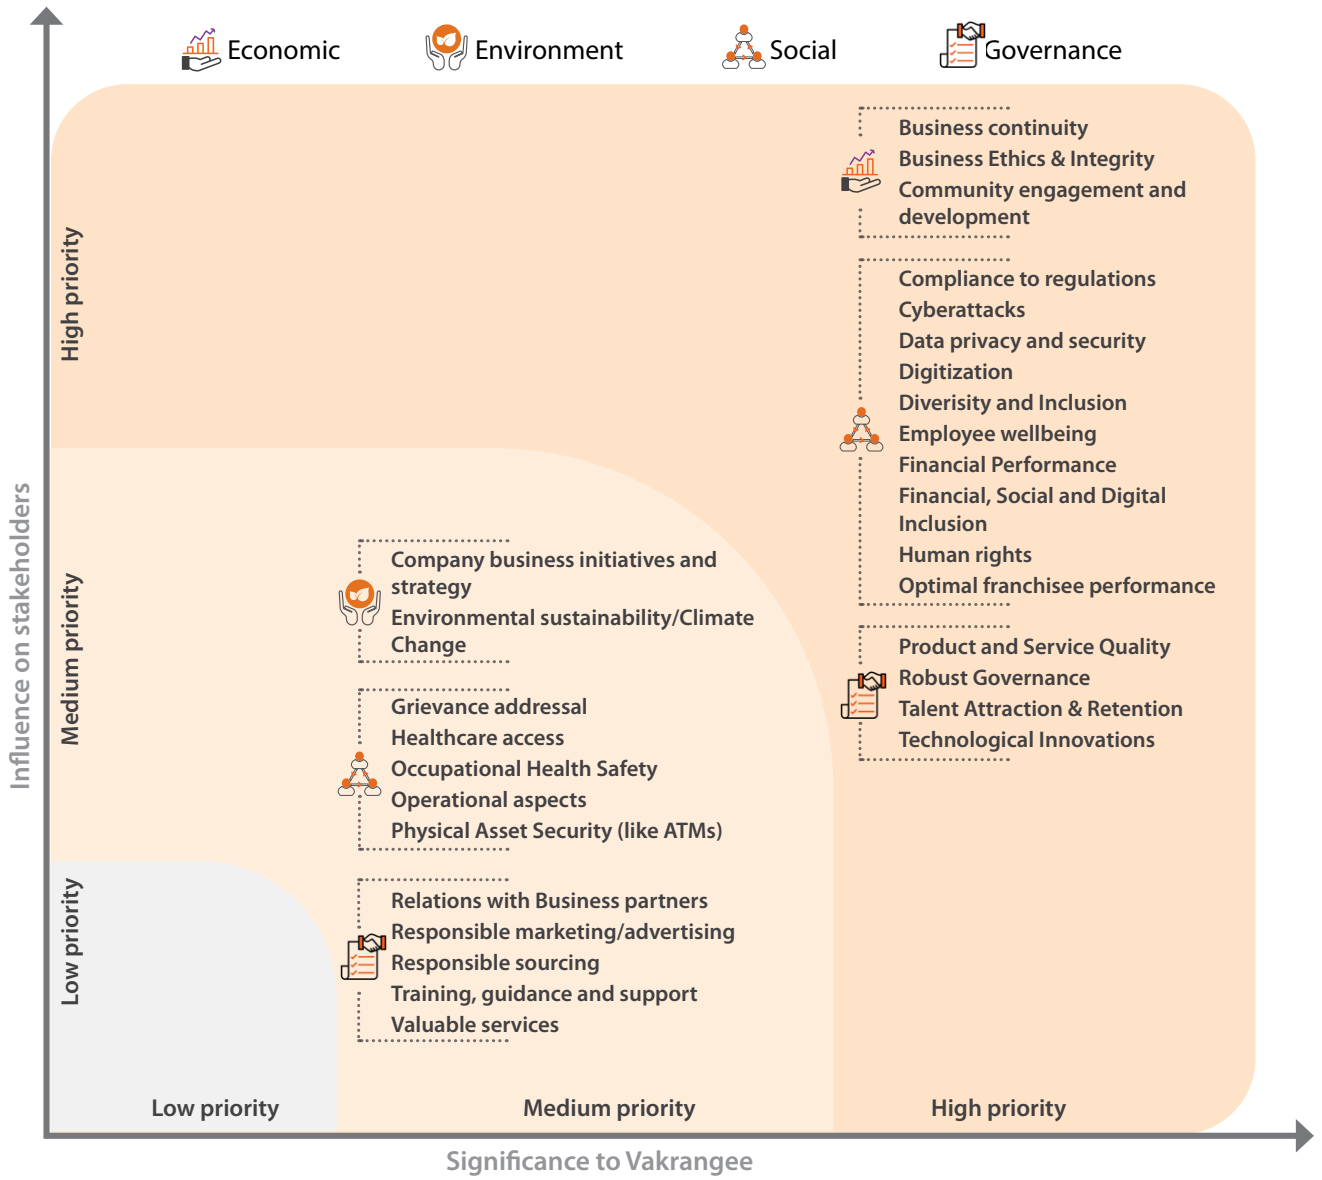 Economic
Environment
Social
Governance
Business continuity
Business Ethics & Integrity
Community engagement and
development
Compliance to regulations
Cyberattacks
Data privacy and security
Digitization
Diverisity and Inclusion
Employee wellbeing
Financial Performance
Financial, Social and Digital
Inclusion
Human rights
Optimal franchisee performance
Product and Service Quality
Robust Governance
Talent Attraction & Retention
Technological Innovations
Company business initiatives and
strategy
Environmental sustainability/Climate
Change
Grievance addressal
Healthcare access
Occupational Health Safety
Operational aspects
Physical Asset Security (like ATMs)
Relations with Business partners
Responsible marketing/advertising
Responsible sourcing
Training, guidance and support
Valuable services
High priority
Medium priority
Low priority
Influence on stakeholders
Low priority
Medium priority
High priority
Significance to Vakrangee